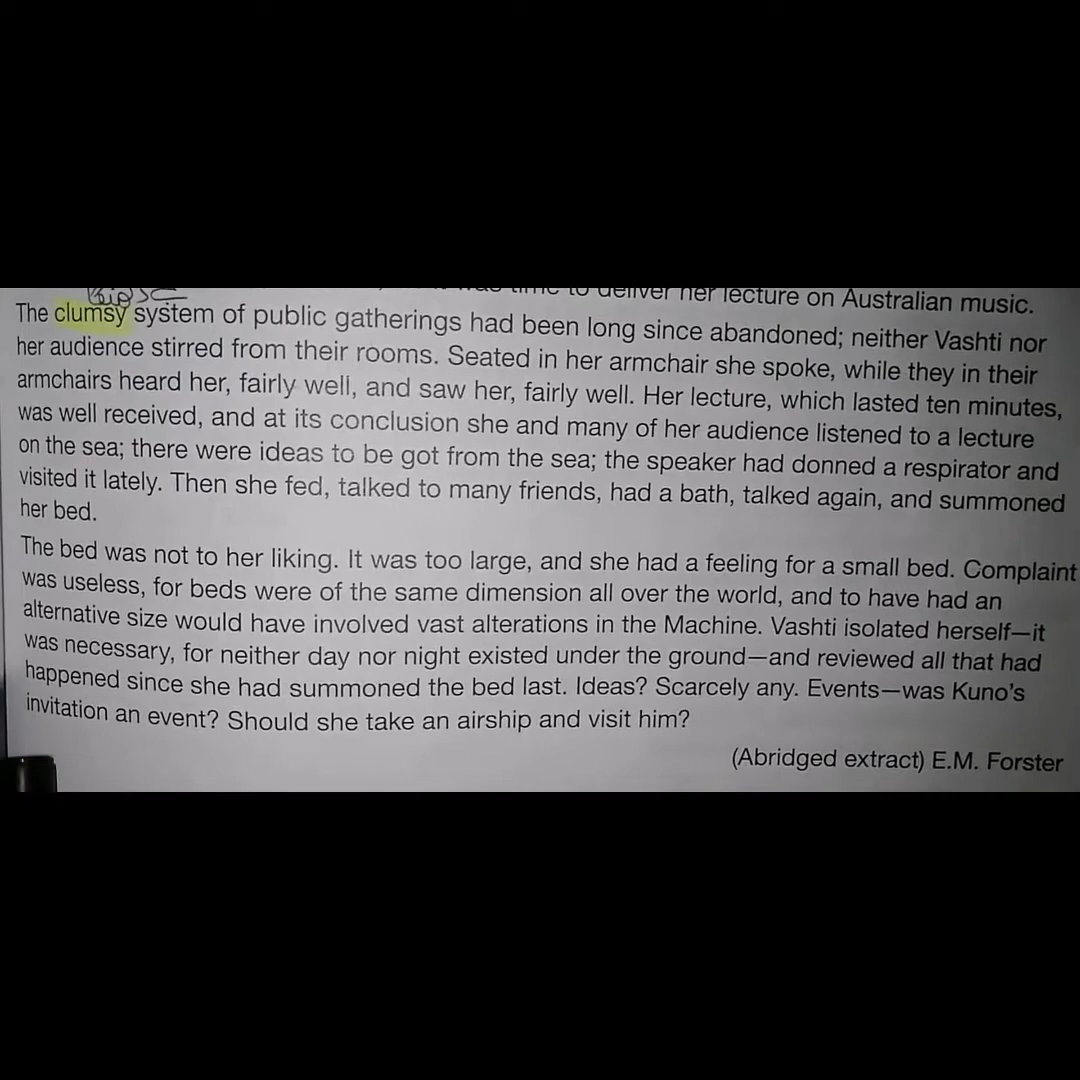 time to deliver her lecture on Australian music.
The clumsy system of public gatherings had been long since abandoned; neither Vashti nor
her audience stirred from their rooms. Seated in her armchair she spoke, while they in their
armchairs heard her, fairly well, and saw her, fairly well. Her lecture, which lasted ten minutes,
was well received, and at its conclusion she and many of her audience listened to a lecture
on the sea; there were ideas to be got from the sea; the speaker had donned a respirator and
visited it lately. Then she fed, talked to many friends, had a bath, talked again, and summoned
her bed.
The bed was not to her liking. It was too large, and she had a feeling for a small bed. Complaint
was useless, for beds were of the same dimension all over the world, and to have had an
alternative size would have involved vast alterations in the Machine. Vashti isolated herself—it
was necessary, for neither day nor night existed under the ground—and reviewed all that had
happened since she had summoned the bed last. Ideas? Scarcely any. Events—was Kuno's
invitation an event? Should she take an airship and visit him?
(Abridged extract) E.M. Forster